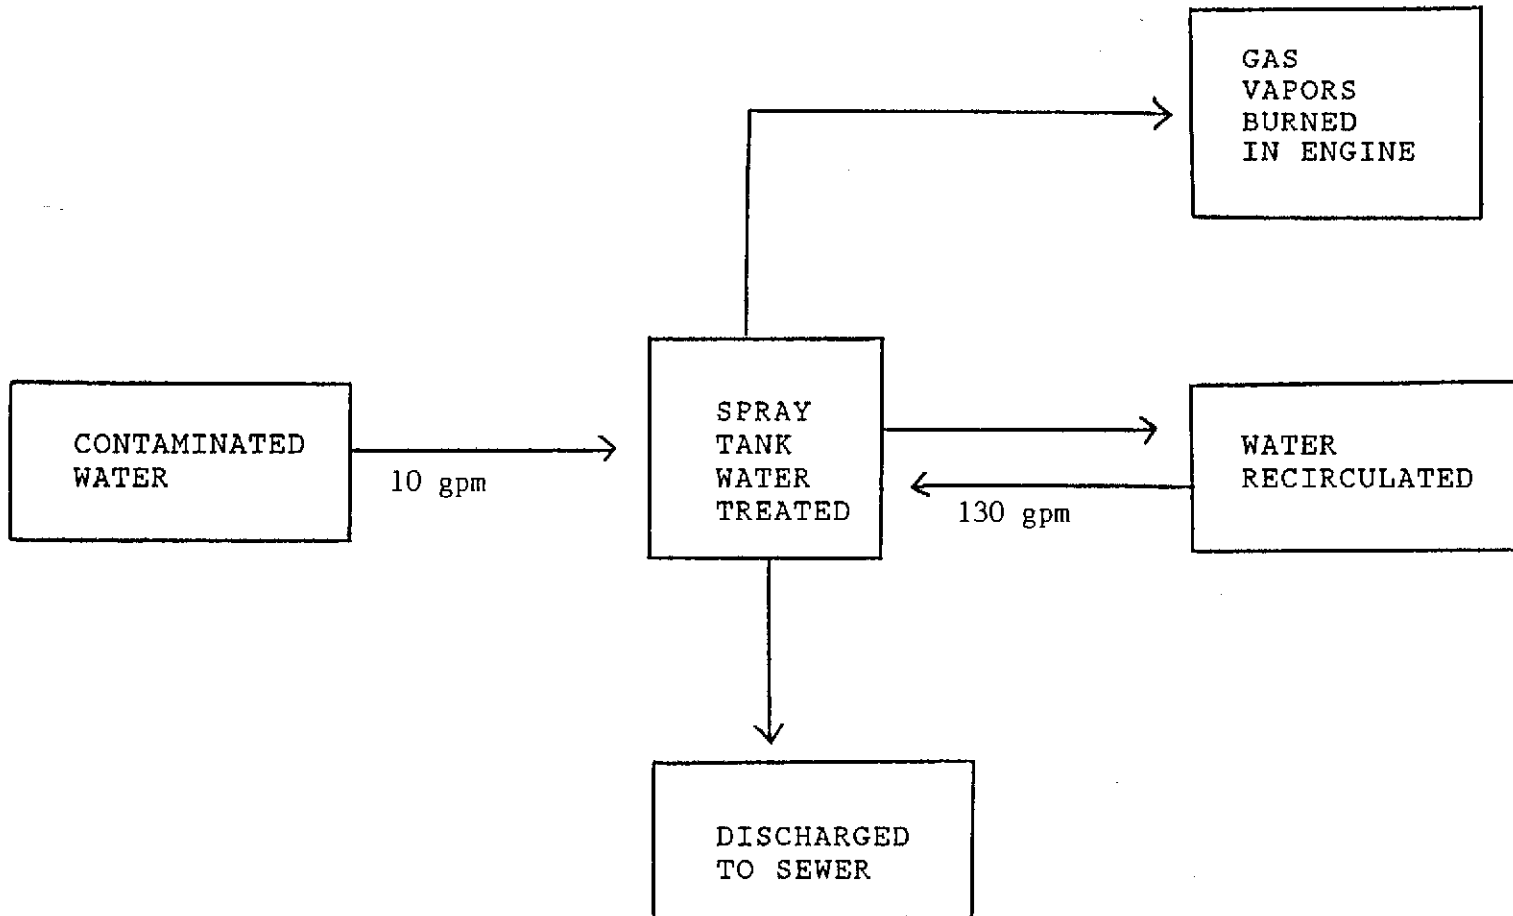 GAS
VAPORS
BURNED
IN ENGINE
CONTAMINATED
WATER
10 gpm
SPRAY
TANK
WATER
TREATED
WATER
RECIRCULATED
130 gpm
DISCHARGED
TO SEWER